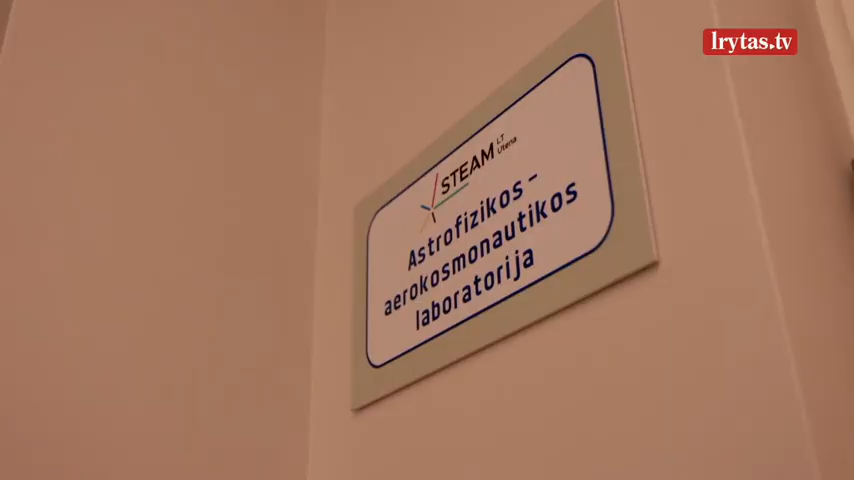 lrytas.tv
STEAM LT
Utena
Astrofizikos -
aerokosmonautikos
laboratorija